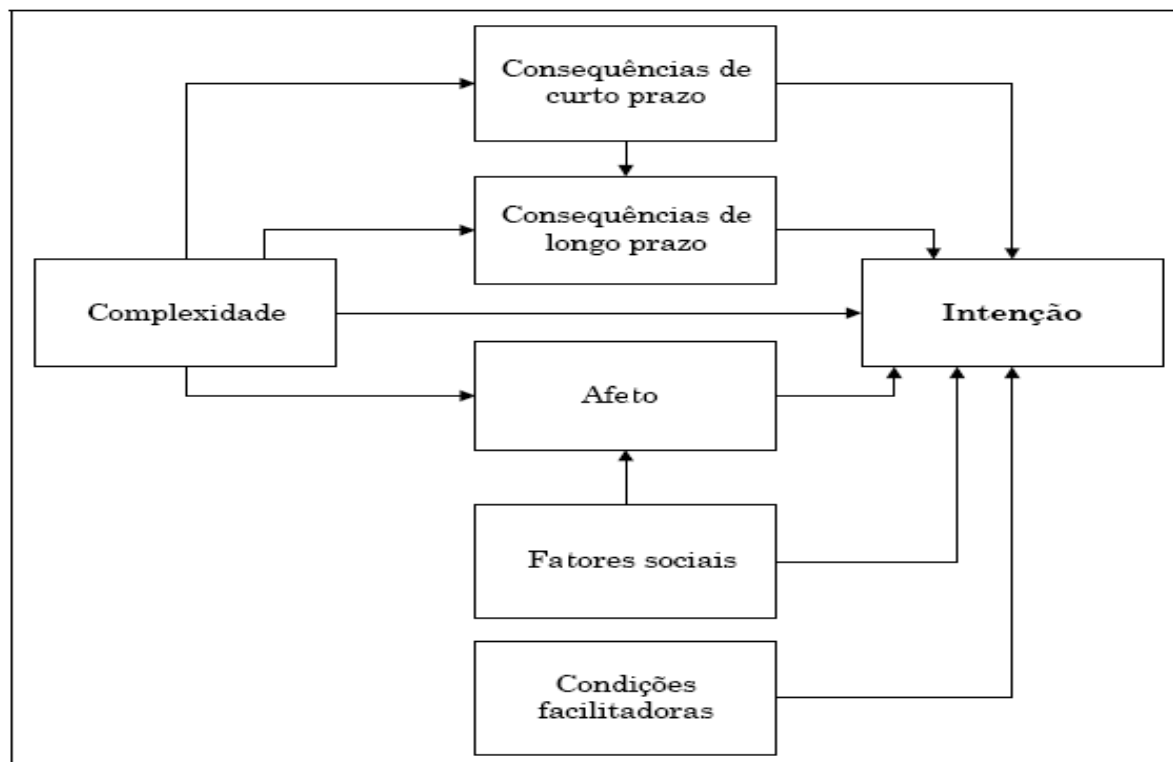 Consequências de
curto prazo
Consequências de
longo prazo
Complexidade
Intenção
Afeto
Fatores sociais
Condições
facilitadoras